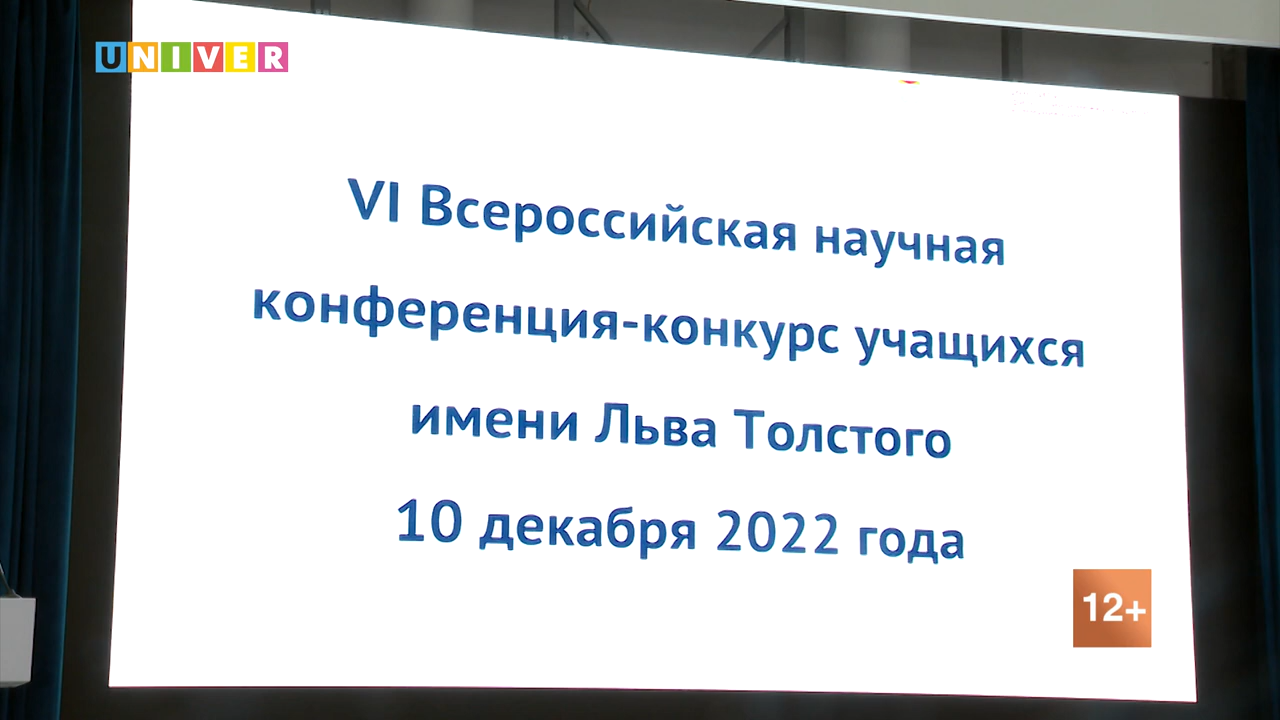 UNIVER
VI Всероссийская научная
конференция-конкурс учащихся
имени Льва Толстого
10 декабря 2022 года
12+